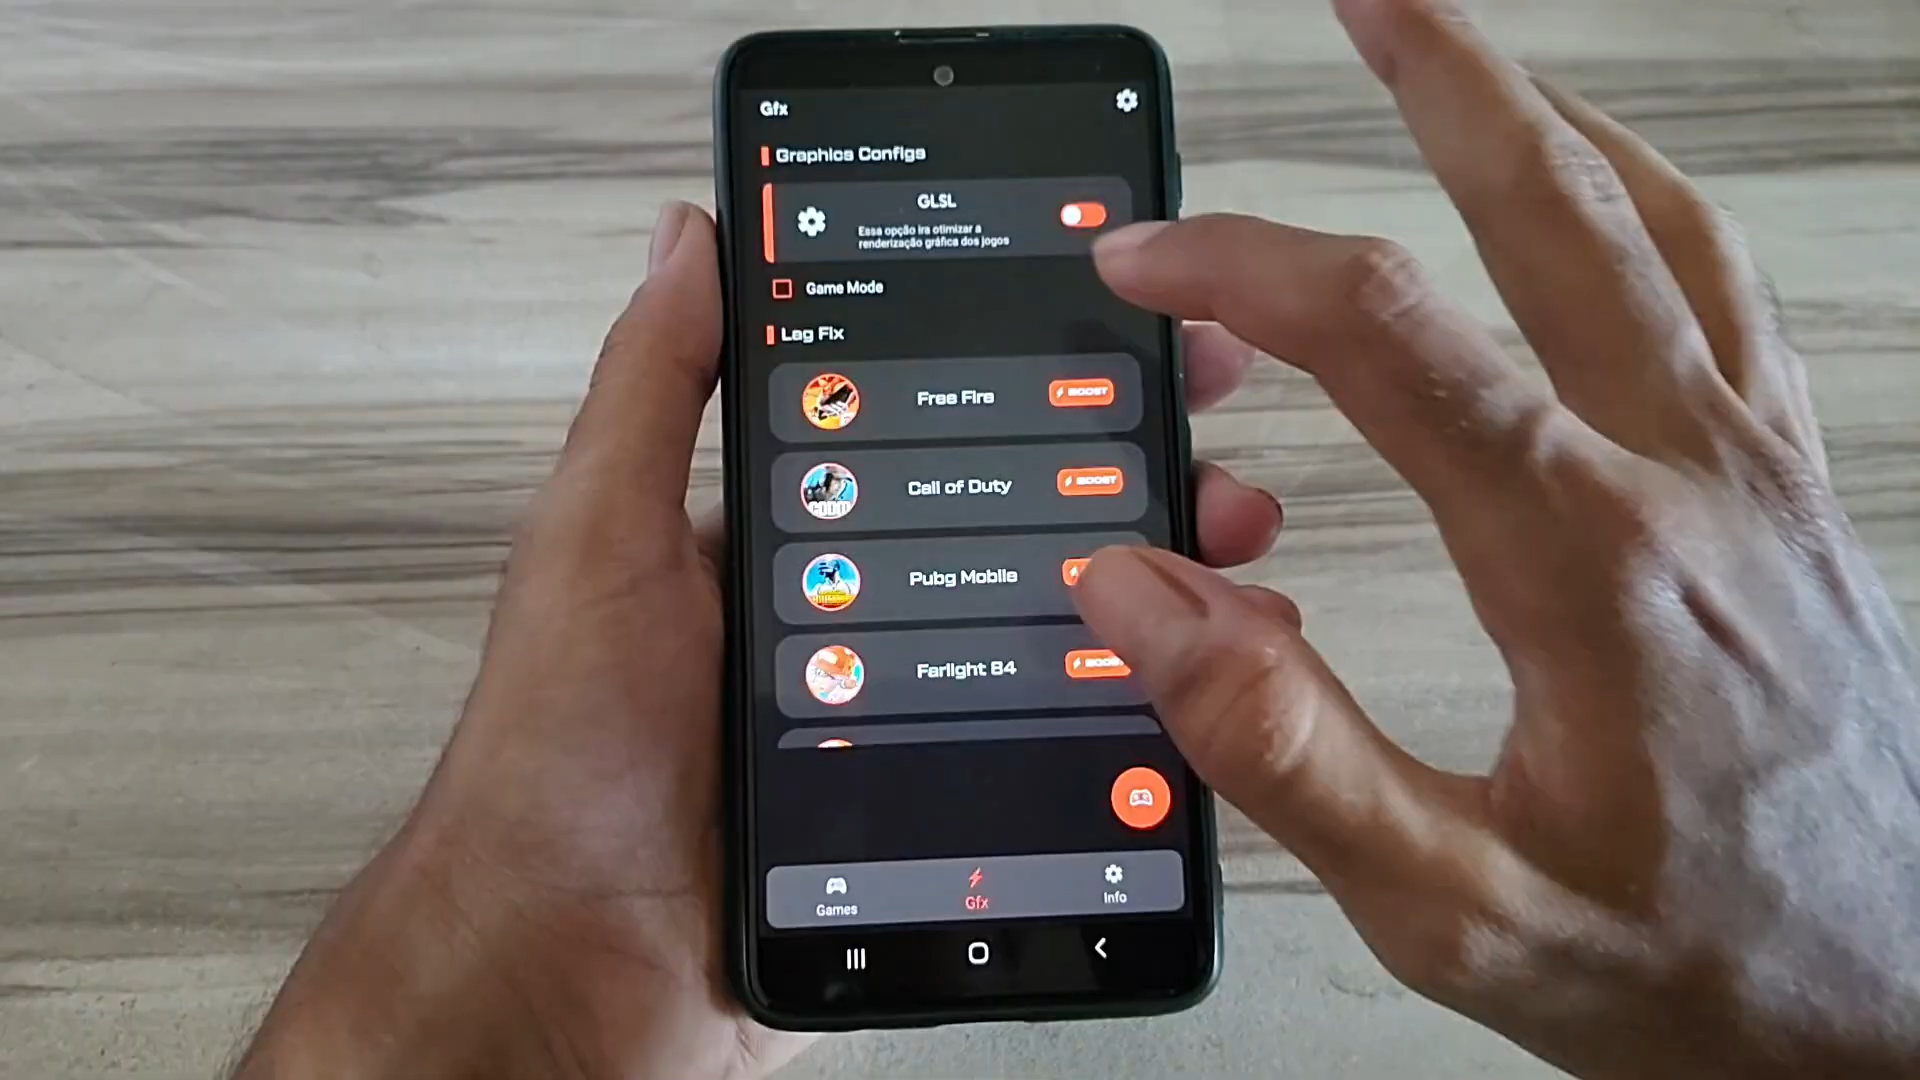 Gfx
Graphics Configs
GLSL
Essa opção ira otimizar a
renderização gráfica dos jogos
Game Mode
Lag Fix
Free Fire
BOOST
Call of Duty
BOOST
CODM
Pubg Mobile
Farlight 84
BOOST
Games
Gfx
Info